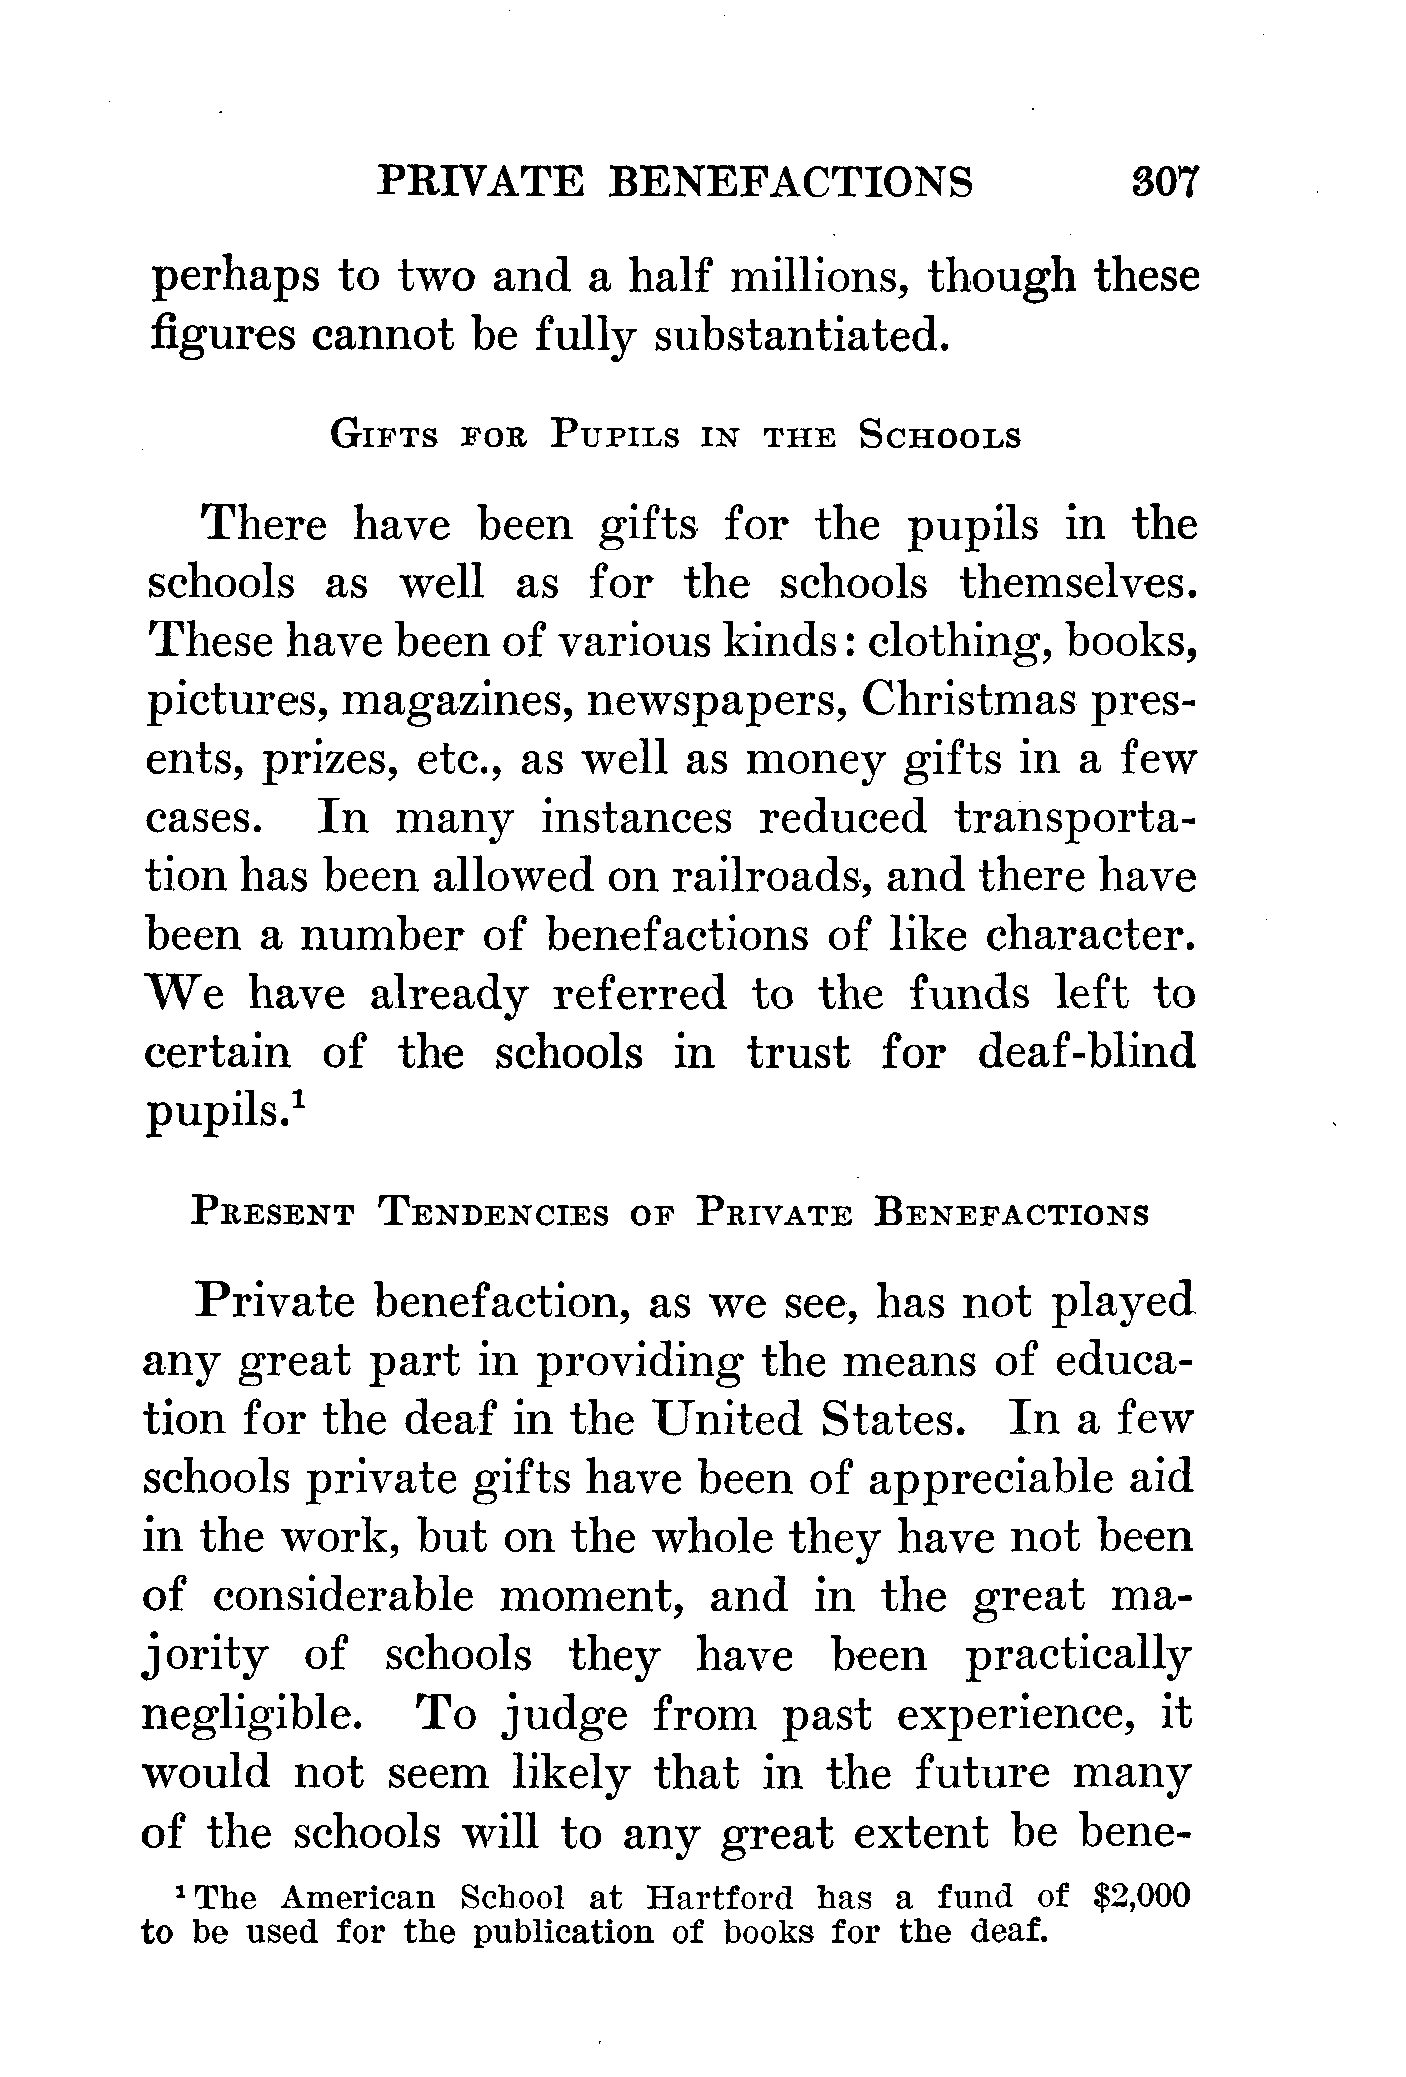 PRIVATE BENEFACTIONS 307
perhaps to two and a half millions, though these
figures cannot be fully substantiated.
Gifts for Pupils in the Schools
There have been gifts for the pupils in the
schools as well as for the schools themselves.
These have been of various kinds: clothing, books,
pictures, magazines, newspapers, Christmas pres-
ents, prizes, etc., as well as money gifts in a few
cases. In many instances reduced transporta-
tion has been allowed on railroads, and there have
been a number of benefactions of like character.
We have already referred to the funds left to
certain of the schools in trust for deaf-blind
pupils.¹
Present Tendencies of Private Benefactions
Private benefaction, as we see, has not played
any great part in providing the means of educa-
tion for the deaf in the United States. In a few
schools private gifts have been of appreciable aid
in the work, but on the whole they have not been
of considerable moment, and in the great ma-
jority of schools they have been practically
negligible. To judge from past experience, it
would not seem likely that in the future many
of the schools will to any great extent be bene-
¹ The American School at Hartford has a fund of $2,000
to be used for the publication of books for the deaf.